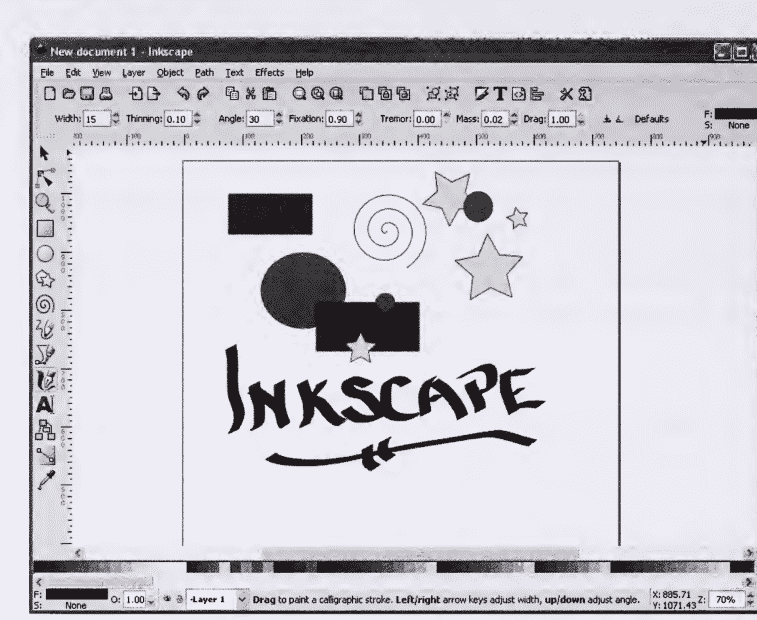 New document 1 - Inkscape
File Edit View Layer Object Path Text Effects Help
Width: 15 Thinning: 0.10 Angle: 30 Fixation: 0.90 Tremor: 0.00 Mass: 0.02 Drag: 1.00 Defaults F:
S: None
INKSCAPE
F: O: 1.00 -Layer 1 Drag to paint a calligraphic stroke. Left/right arrow keys adjust width, up/down adjust angle. X: 885.71 Z: 70%
S: None Y: 1071.43